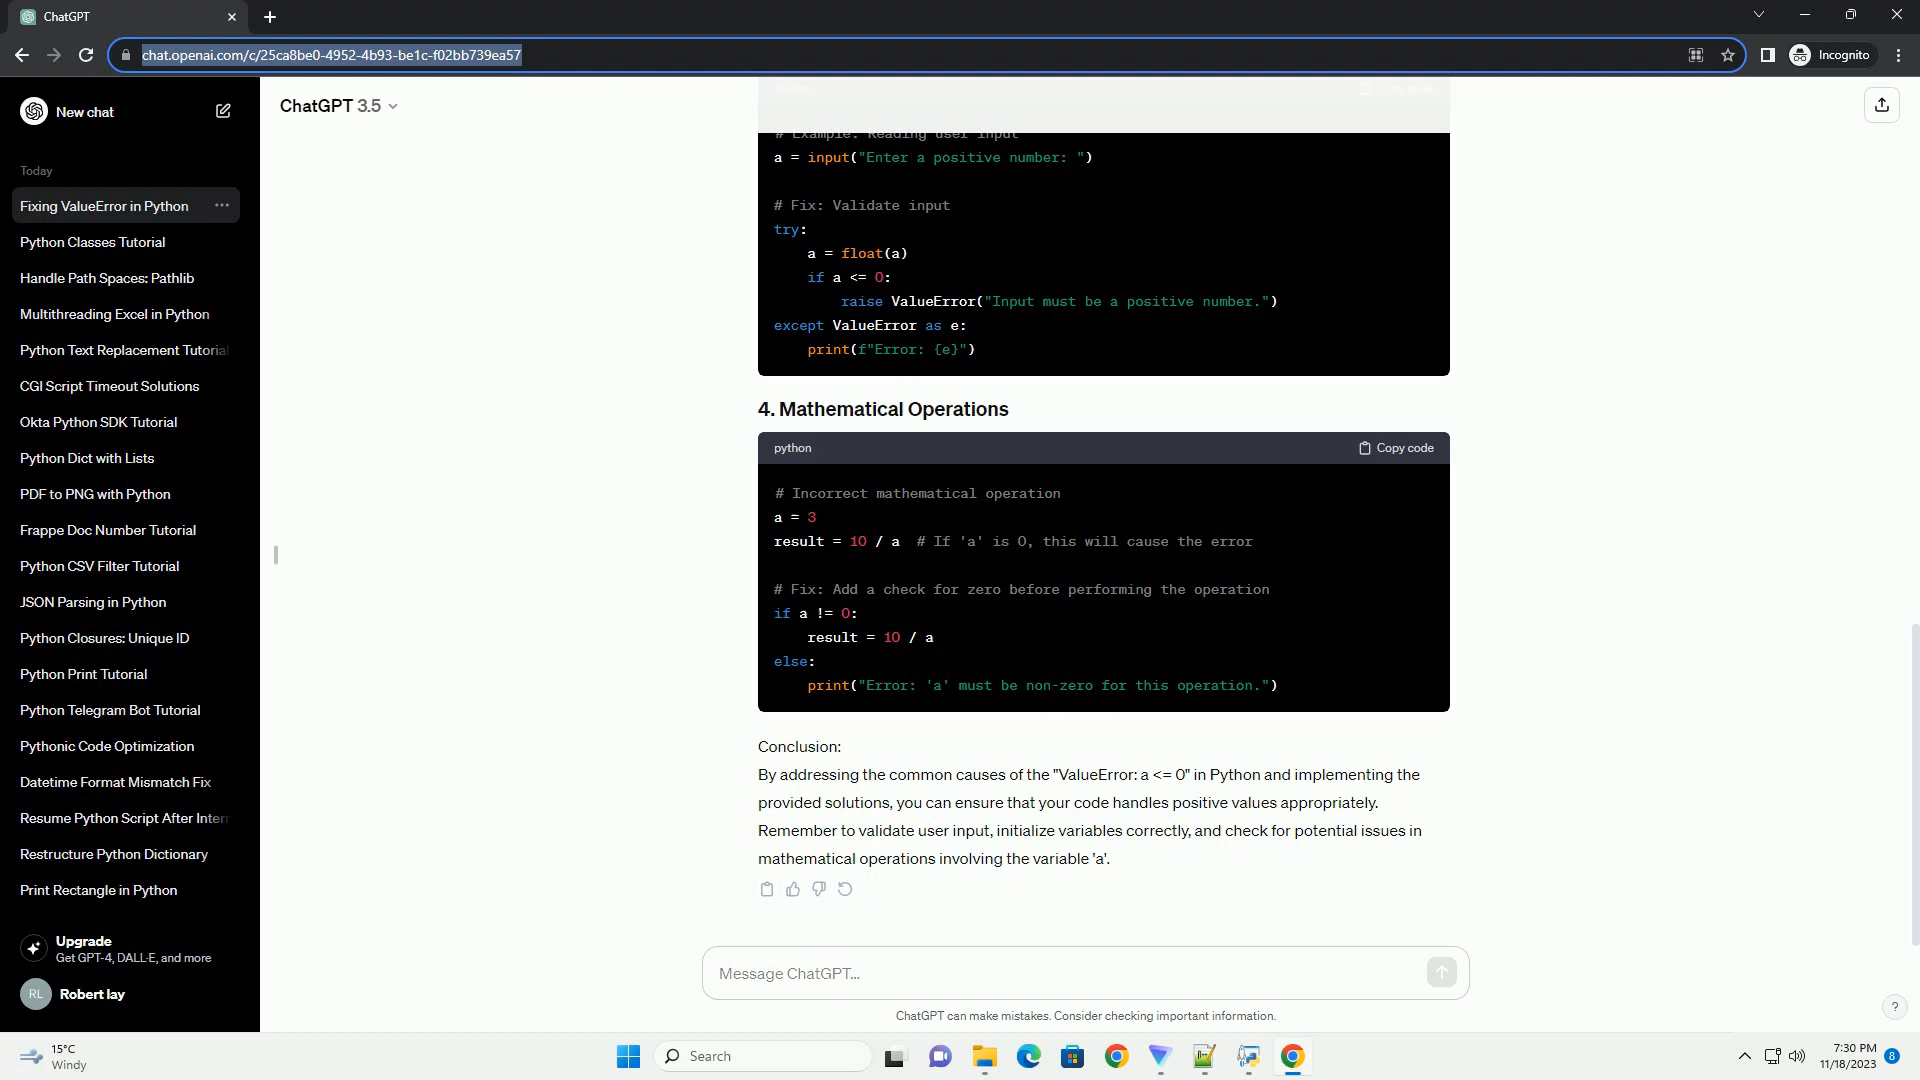 ChatGPT
chat.openai.com/c/25ca8be0-4952-4b93-be1c-f02bb739ea57
Incognito
New chat
Today
Fixing ValueError in Python
Python Classes Tutorial
Handle Path Spaces: Pathlib
Multithreading Excel in Python
Python Text Replacement Tutorial
CGI Script Timeout Solutions
Okta Python SDK Tutorial
Python Dict with Lists
PDF to PNG with Python
Frappe Doc Number Tutorial
Python CSV Filter Tutorial
JSON Parsing in Python
Python Closures: Unique ID
Python Print Tutorial
Python Telegram Bot Tutorial
Pythonic Code Optimization
Datetime Format Mismatch Fix
Resume Python Script After Inter
Restructure Python Dictionary
Print Rectangle in Python
Upgrade
Get GPT-4, DALL·E, and more
RL
Robert lay
ChatGPT 3.5
# Example: Reading user input
a = input("Enter a positive number: ")
# Fix: Validate input
try:
a = float(a)
if a <= 0:
raise ValueError("Input must be a positive number.")
except ValueError as e:
print(f"Error: {e}")
4. Mathematical Operations
python
Copy code
# Incorrect mathematical operation
a = 3
result = 10 / a # If 'a' is 0, this will cause the error
# Fix: Add a check for zero before performing the operation
if a != 0:
result = 10 / a
else:
print("Error: 'a' must be non-zero for this operation.")
Conclusion:
By addressing the common causes of the "ValueError: a <= 0" in Python and implementing the
provided solutions, you can ensure that your code handles positive values appropriately.
Remember to validate user input, initialize variables correctly, and check for potential issues in
mathematical operations involving the variable 'a'.
Message ChatGPT...
ChatGPT can make mistakes. Consider checking important information.
?
15°C
Windy
Search
7:30 PM
11/18/2023
8